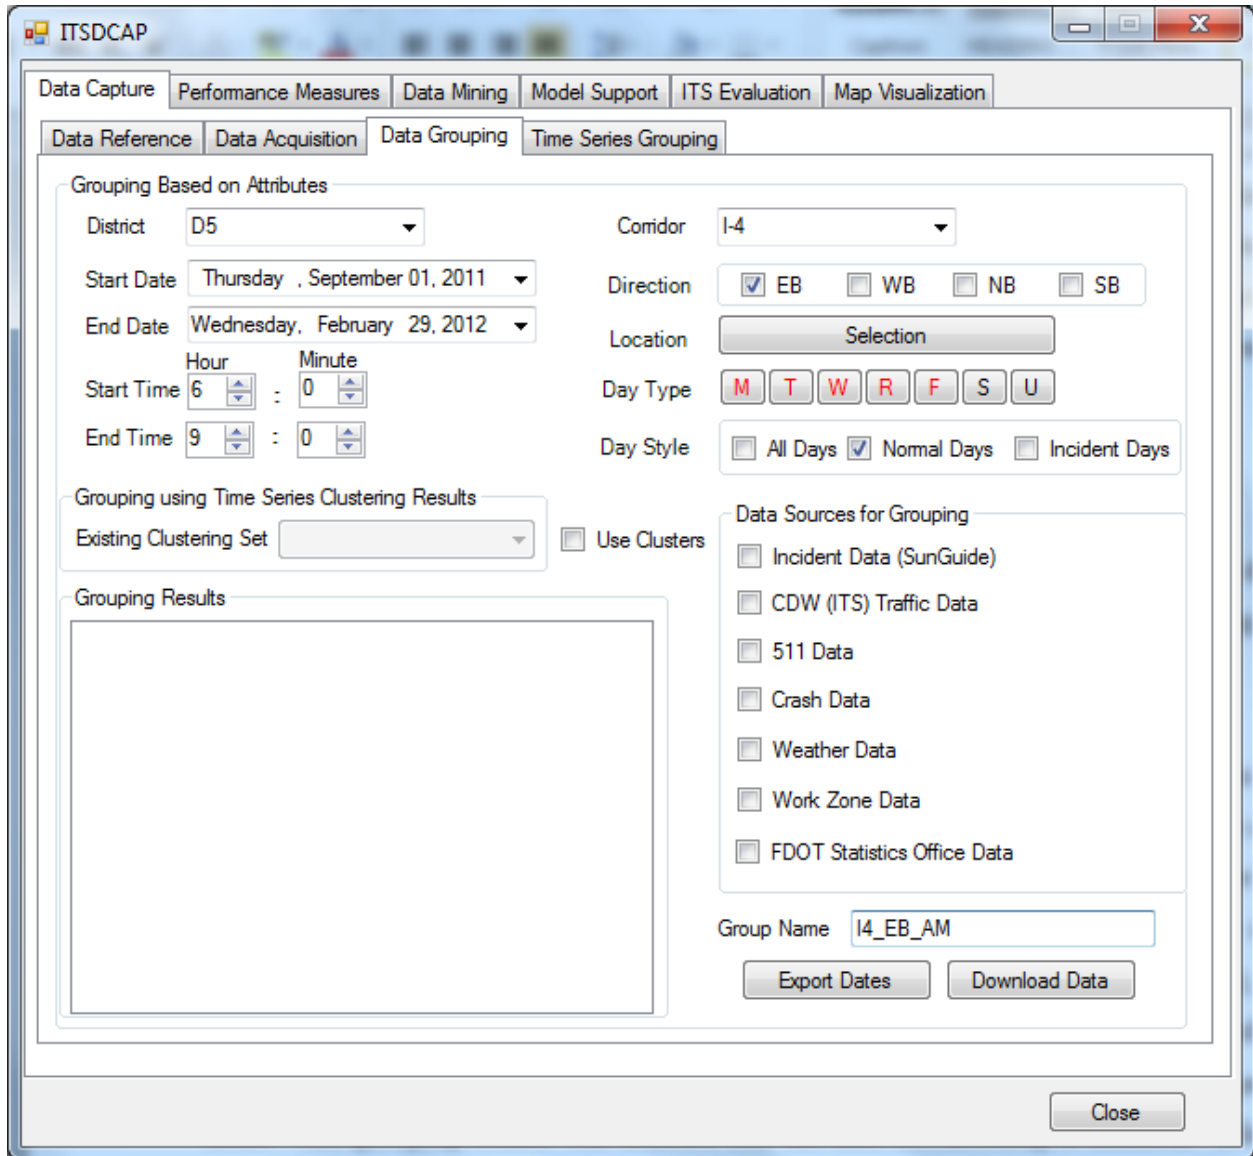 ITSDCAP
Data Capture Performance Measures Data Mining Model Support ITS Evaluation Map Visualization
Data Reference Data Acquisition Data Grouping Time Series Grouping
Grouping Based on Attributes
District D5 Corridor I-4
Start Date Thursday , September 01, 2011
Direction EB WB NB SB
End Date Wednesday, February 29, 2012
Location Selection
Hour Minute
Start Time 6 : 0
Day Type M T W R F S U
End Time 9 : 0
Day Style All Days Normal Days Incident Days
Grouping using Time Series Clustering Results
Existing Clustering Set Use Clusters
Data Sources for Grouping
Incident Data (SunGuide)
CDW (ITS) Traffic Data
511 Data
Crash Data
Weather Data
Work Zone Data
FDOT Statistics Office Data
Grouping Results
Group Name I4_EB_AM
Export Dates Download Data
Close